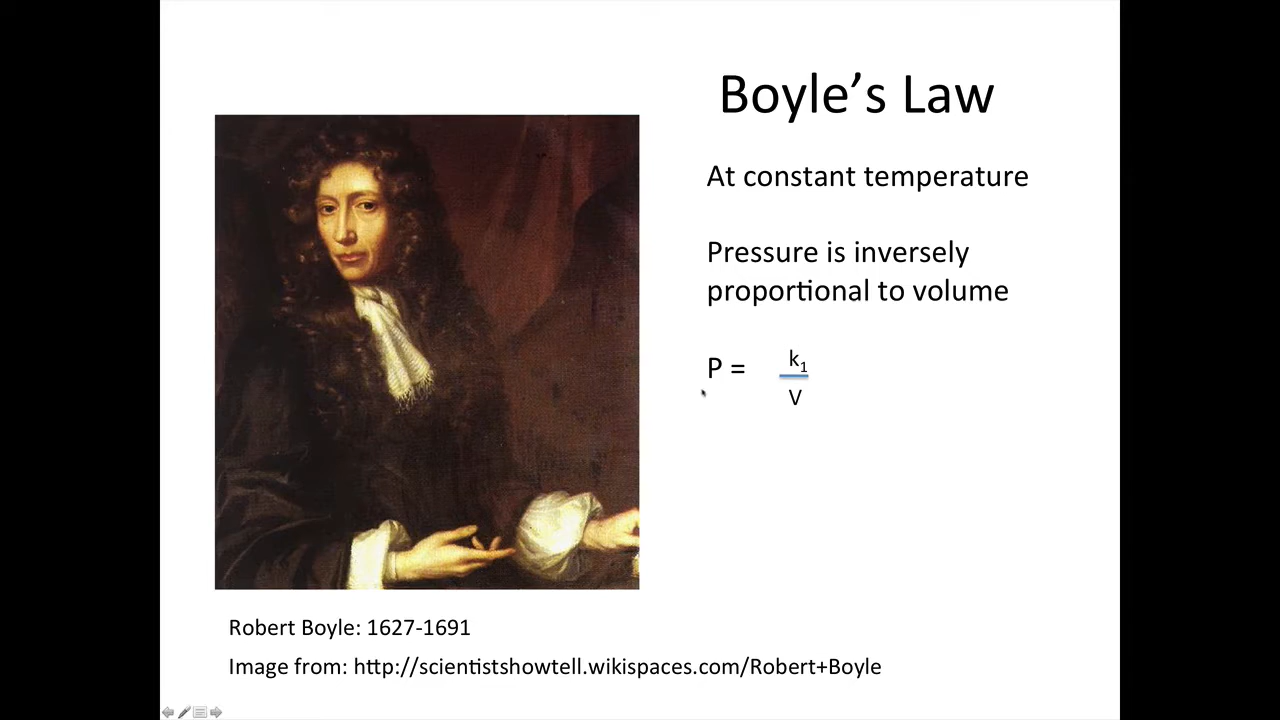 Boyle’s Law
At constant temperature
Pressure is inversely
proportional to volume
P = k₁
V
Robert Boyle: 1627-1691
Image from: http://scientistshowtell.wikispaces.com/Robert+Boyle